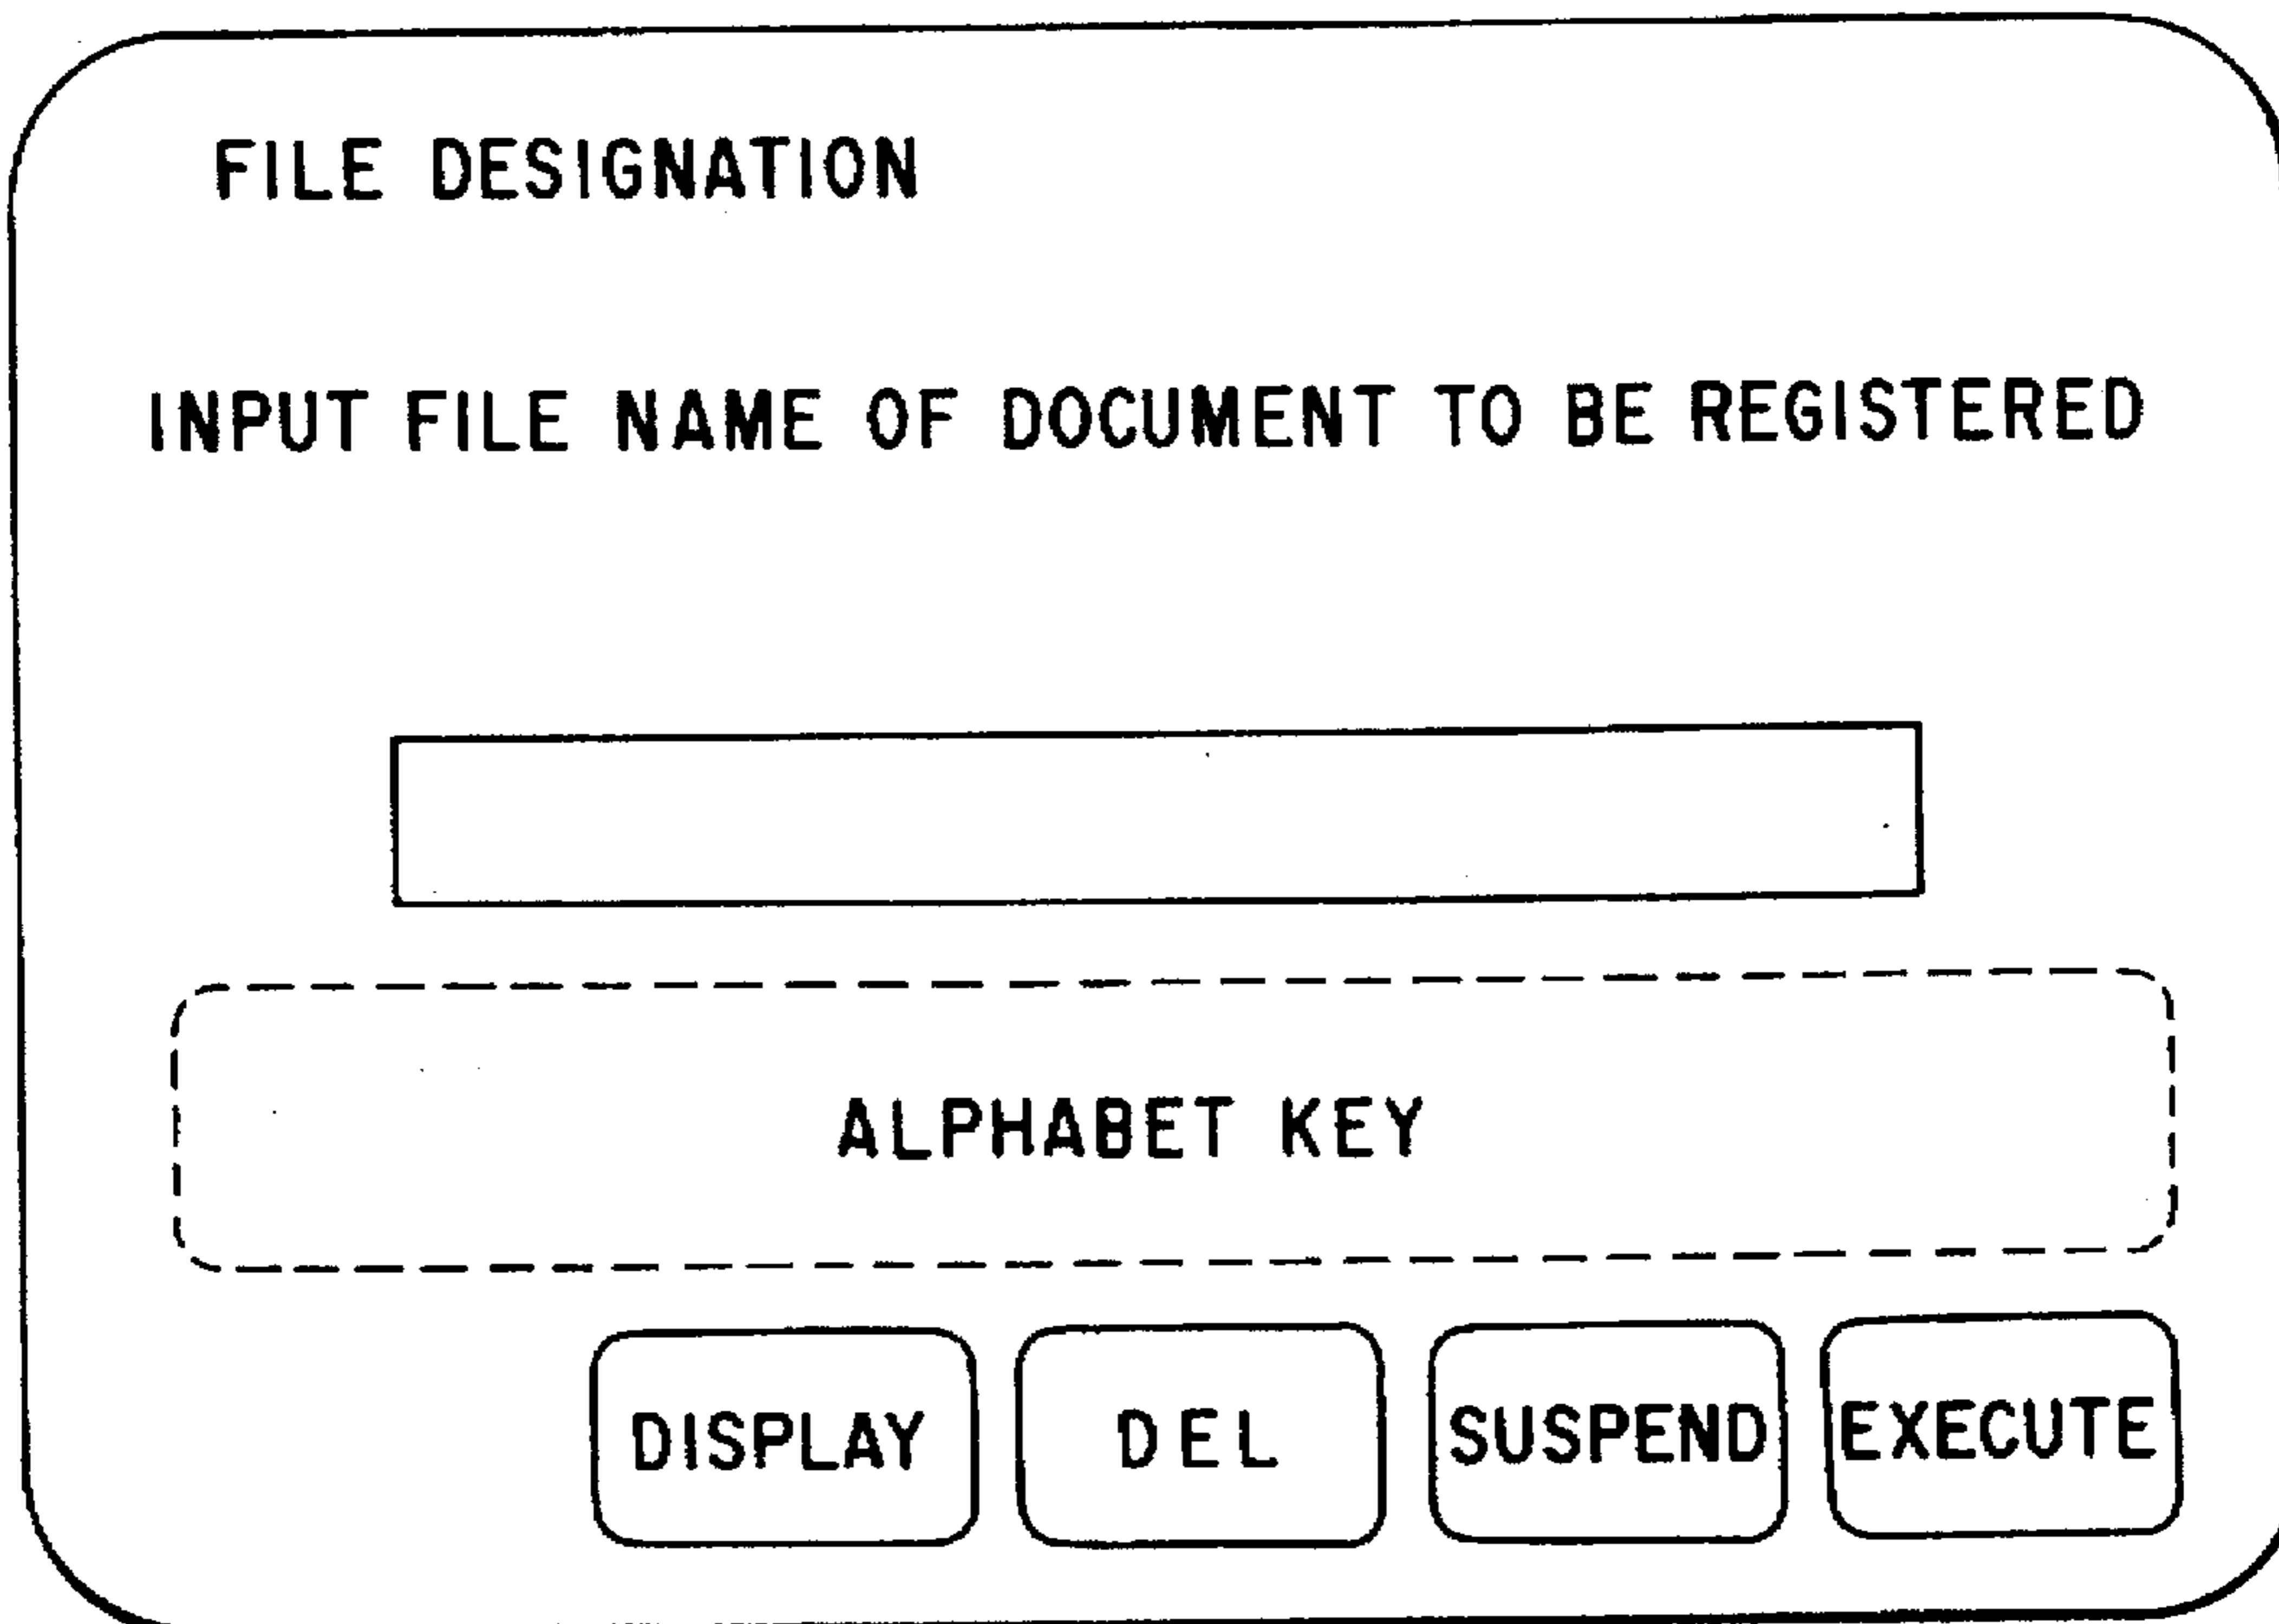 FILE DESIGNATION
INPUT FILE NAME OF DOCUMENT TO BE REGISTERED
ALPHABET KEY
DISPLAY DEL SUSPEND EXECUTE